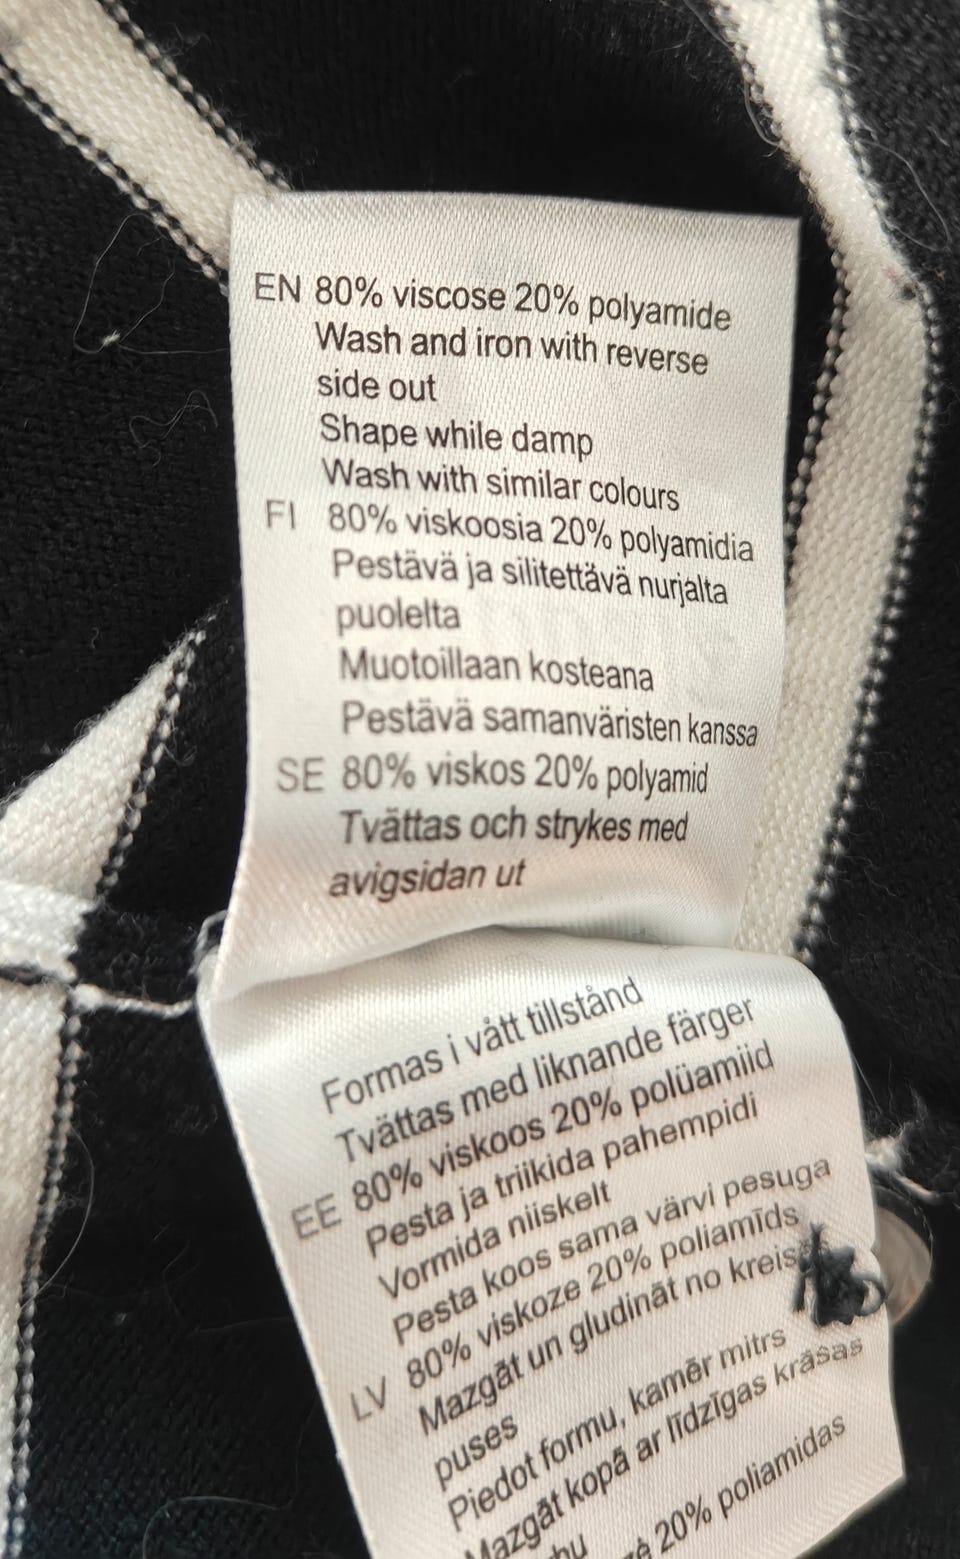 EN 80% viscose 20% polyamide
Wash and iron with reverse
side out
Shape while damp
Wash with similar colours
FI 80% viskoosia 20% polyamidia
Pestävä ja silitettävä nurjalta
puolelta
Muotoillaan kosteana
Pestävä samanväristen kanssa
SE 80% viskos 20% polyamid
Tvättas och strykes med
avigsidan ut
Formas i vått tillstånd
Tvättas med liknande färger
EE 80% viskoos 20% polüamiid
Pesta ja triikida pahempidi
Vormida niiskelt
Pesta koos sama värvi pesuga
LV 80% viskoze 20% poliamīds
Mazgāt un gludināt no kreisās
puses
Piedot formu, kamēr mitrs
Mazgāt kopā ar līdzīgas krāsas
20% poliamidas